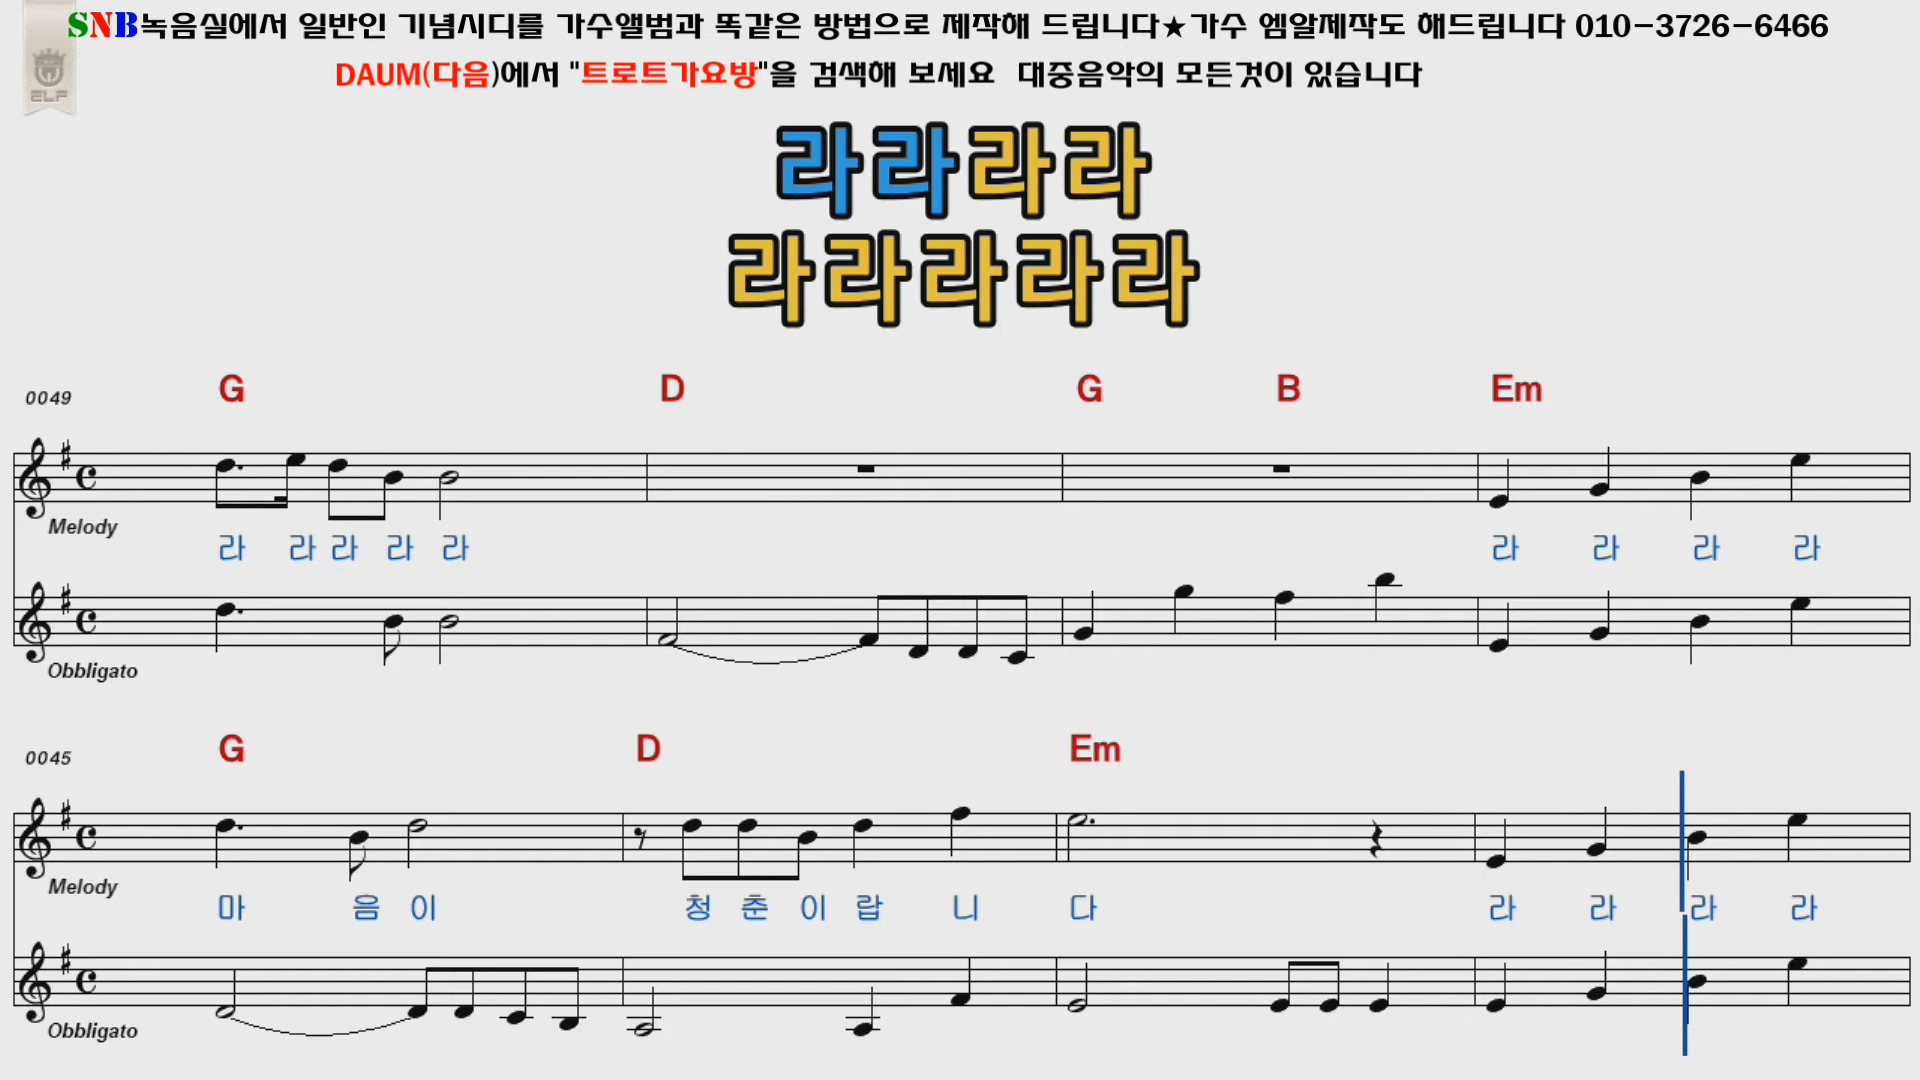 SNB녹음실에서 일반인 기념시디를 가수앨범과 똑같은 방법으로 제작해 드립니다★가수 엠알제작도 해드립니다 010-3726-6466
DAUM(다음)에서 "트로트가요방"을 검색해 보세요 대중음악의 모든것이 있습니다
ELF
라라라라
라라라라라
0049 G D G B Em
Melody
라 라 라 라 라 라 라 라 라
Obbligato
0045 G D Em
Melody
마 음 이 청 춘 이 랍 니 다 라 라 라 라
Obbligato